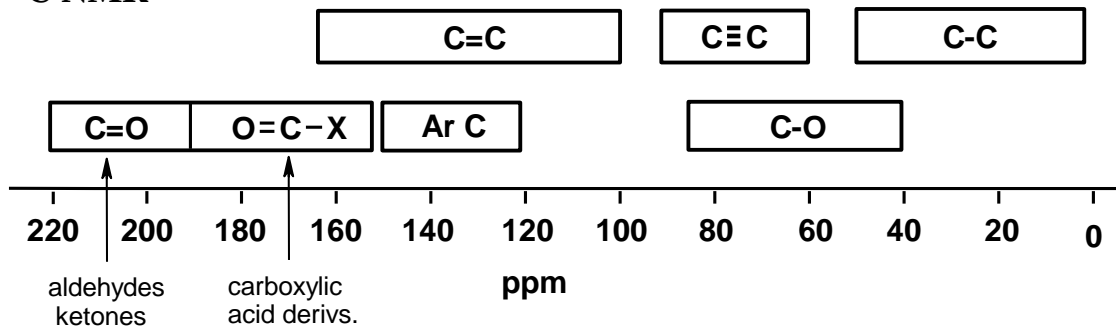 C NMR
C=C C≡C C-C
C=O O=C-X Ar C C-O
220 200 180 160 140 120 100 80 60 40 20 0
aldehydes carboxylic ppm
ketones acid derivs.